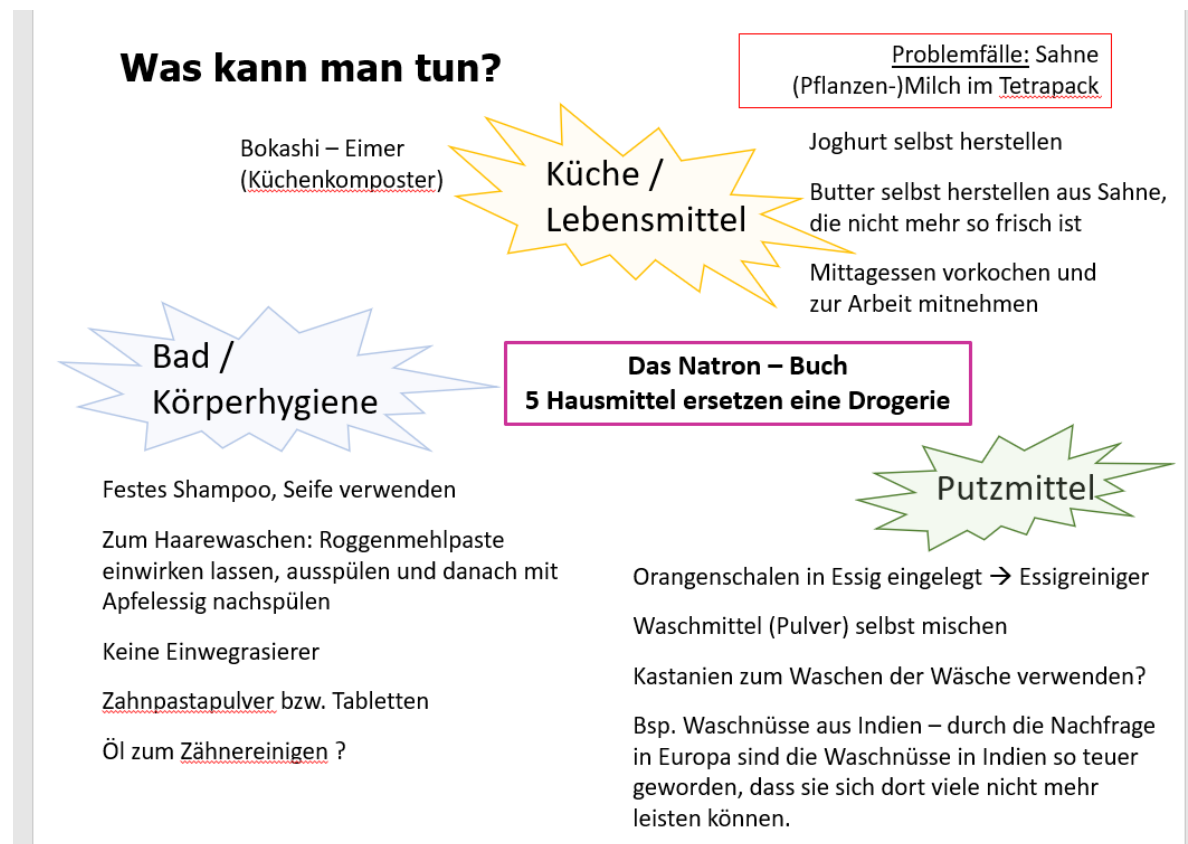 Was kann man tun?
Problemfälle: Sahne
(Pflanzen-)Milch im Tetrapack
Bokashi – Eimer
(Küchenkomposter)
Küche /
Lebensmittel
Joghurt selbst herstellen
Butter selbst herstellen aus Sahne,
die nicht mehr so frisch ist
Mittagessen vorkochen und
zur Arbeit mitnehmen
Bad /
Körperhygiene
Das Natron – Buch
5 Hausmittel ersetzen eine Drogerie
Festes Shampoo, Seife verwenden
Zum Haarewaschen: Roggenmehlpaste
einwirken lassen, ausspülen und danach mit
Apfelessig nachspülen
Keine Einwegrasierer
Zahnpastapulver bzw. Tabletten
Öl zum Zähnereinigen ?
Putzmittel
Orangenschalen in Essig eingelegt → Essigreiniger
Waschmittel (Pulver) selbst mischen
Kastanien zum Waschen der Wäsche verwenden?
Bsp. Waschnüsse aus Indien – durch die Nachfrage
in Europa sind die Waschnüsse in Indien so teuer
geworden, dass sie sich dort viele nicht mehr
leisten können.